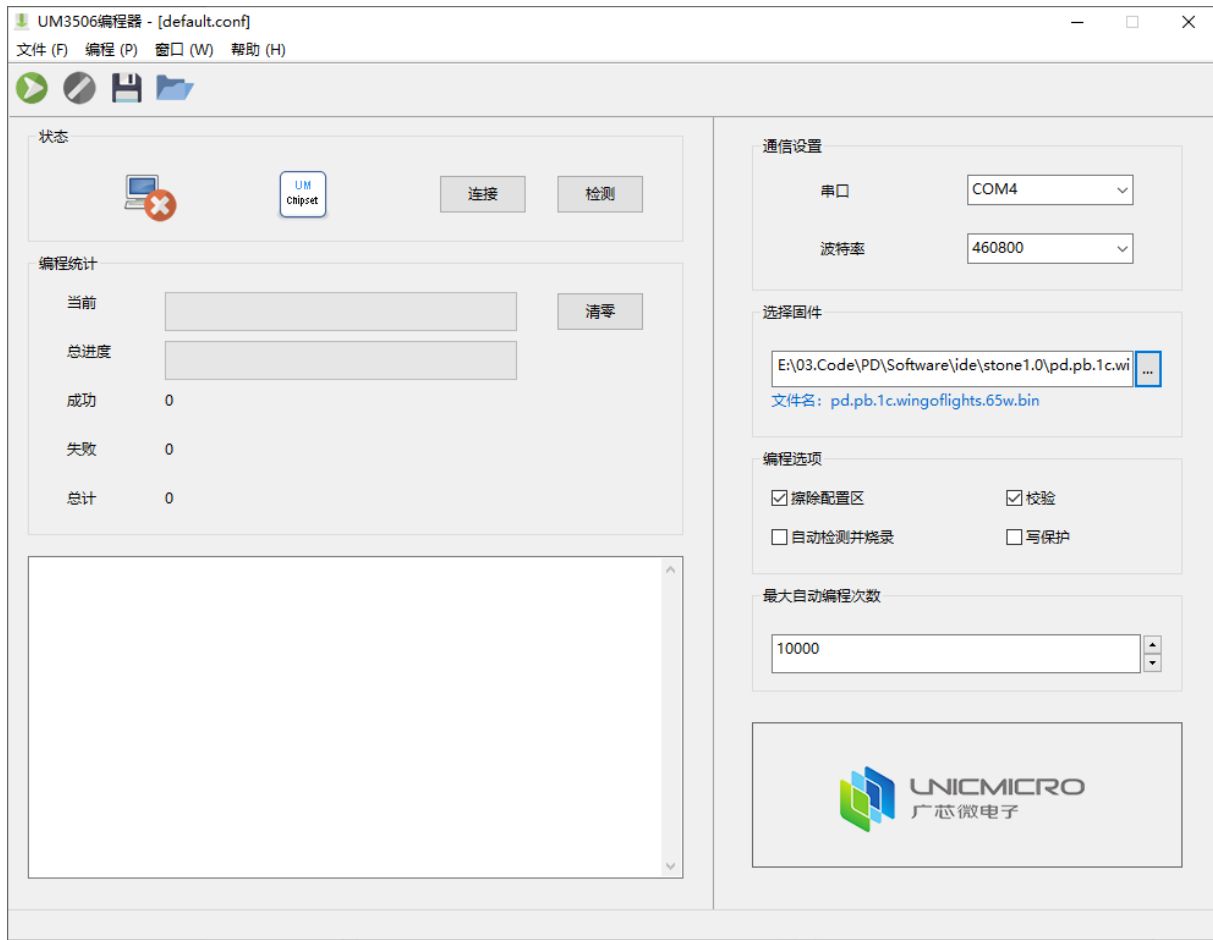 UM3506编程器 - [default.conf]
文件 (F) 编程 (P) 窗口 (W) 帮助 (H)
状态
UM
Chipset
连接 检测
编程统计
当前 清零
总进度
成功 0
失败 0
总计 0
通信设置
串口 COM4
波特率 460800
选择固件
E:\03.Code\PD\Software\ide\stone1.0\pd.pb.1c.wi ...
文件名：pd.pb.1c.wingoflights.65w.bin
编程选项
擦除配置区 校验
自动检测并烧录 写保护
最大自动编程次数
10000
UNICMICRO
广芯微电子